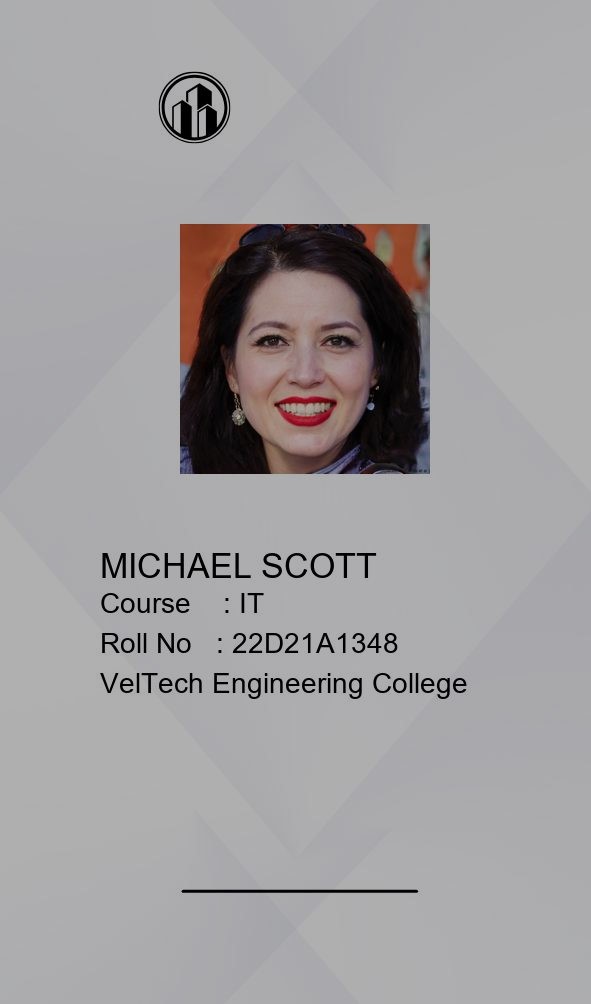 MICHAEL SCOTT
Course : IT
Roll No : 22D21A1348
VelTech Engineering College